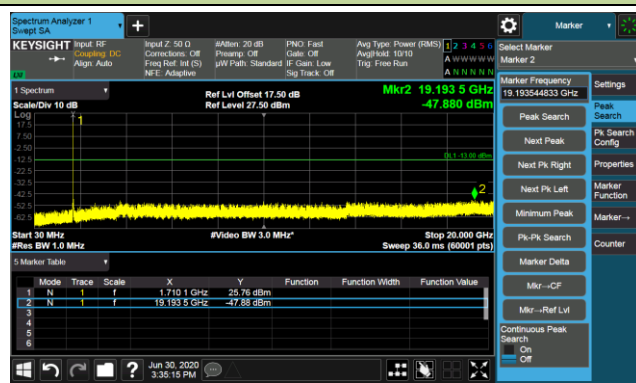 Spectrum Analyzer 1
Swept SA
+
Marker
KEYSIGHT
Input: RF
Coupling: DC
Align: Auto
Input Z: 50 Ω
Corrections: Off
Freq Ref: Int (S)
NFE: Adaptive
#Atten: 20 dB
Preamp: Off
µW Path: Standard
PNO: Fast
Gate: Off
IF Gain: Low
Sig Track: Off
Avg Type: Power (RMS)
Avg|Hold: 10/10
Trig: Free Run
1 2 3 4 5 6
A W W W W W
A N N N N N
LXI
Select Marker
Marker 2
1 Spectrum
Scale/Div 10 dB
Ref Lvl Offset 17.50 dB
Ref Level 27.50 dBm
Mkr2 19.193 5 GHz
-47.880 dBm
Log
17.5
7.50
-2.50
-12.5
-22.5
-32.5
-42.5
-52.5
-62.5
1
DL1 -13.00 dBm
2
Start 30 MHz
#Res BW 1.0 MHz
#Video BW 3.0 MHz*
Stop 20.000 GHz
Sweep 36.0 ms (60001 pts)
5 Marker Table
Mode Trace Scale X Y Function Function Width Function Value
1 N 1 f 1.710 1 GHz 25.76 dBm
2 N 1 f 19.193 5 GHz -47.88 dBm
3
4
5
6
Marker Frequency
19.193544833 GHz
Peak Search
Next Peak
Next Pk Right
Next Pk Left
Minimum Peak
Pk-Pk Search
Marker Delta
Mkr→CF
Mkr→Ref Lvl
Continuous Peak
Search
On
Off
Settings
Peak
Search
Pk Search
Config
Properties
Marker
Function
Marker→
Counter
?
Jun 30, 2020
3:35:15 PM